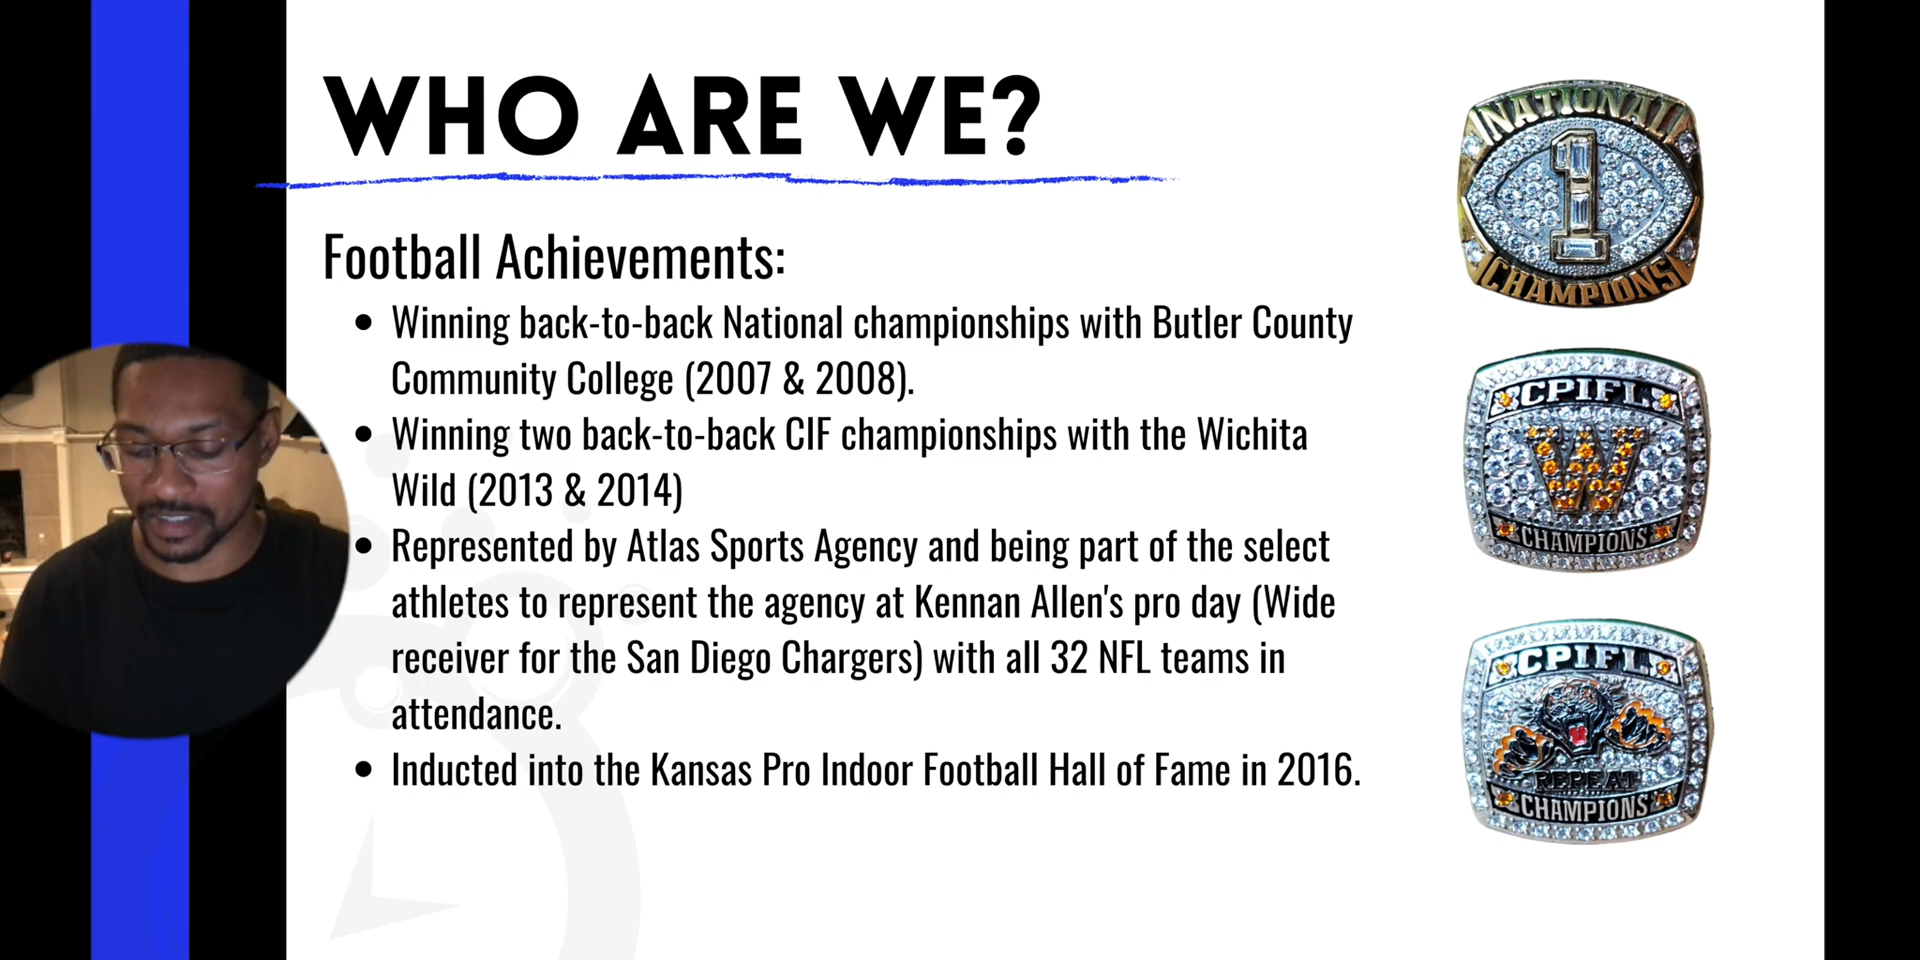 WHO ARE WE?
Football Achievements:
• Winning back-to-back National championships with Butler County
Community College (2007 & 2008).
• Winning two back-to-back CIF championships with the Wichita
Wild (2013 & 2014)
• Represented by Atlas Sports Agency and being part of the select
athletes to represent the agency at Kennan Allen's pro day (Wide
receiver for the San Diego Chargers) with all 32 NFL teams in
attendance.
• Inducted into the Kansas Pro Indoor Football Hall of Fame in 2016.
NATIONAL
1
CHAMPIONS
CPIFL
W
CHAMPIONS
CPIFL
REPEAT
CHAMPIONS